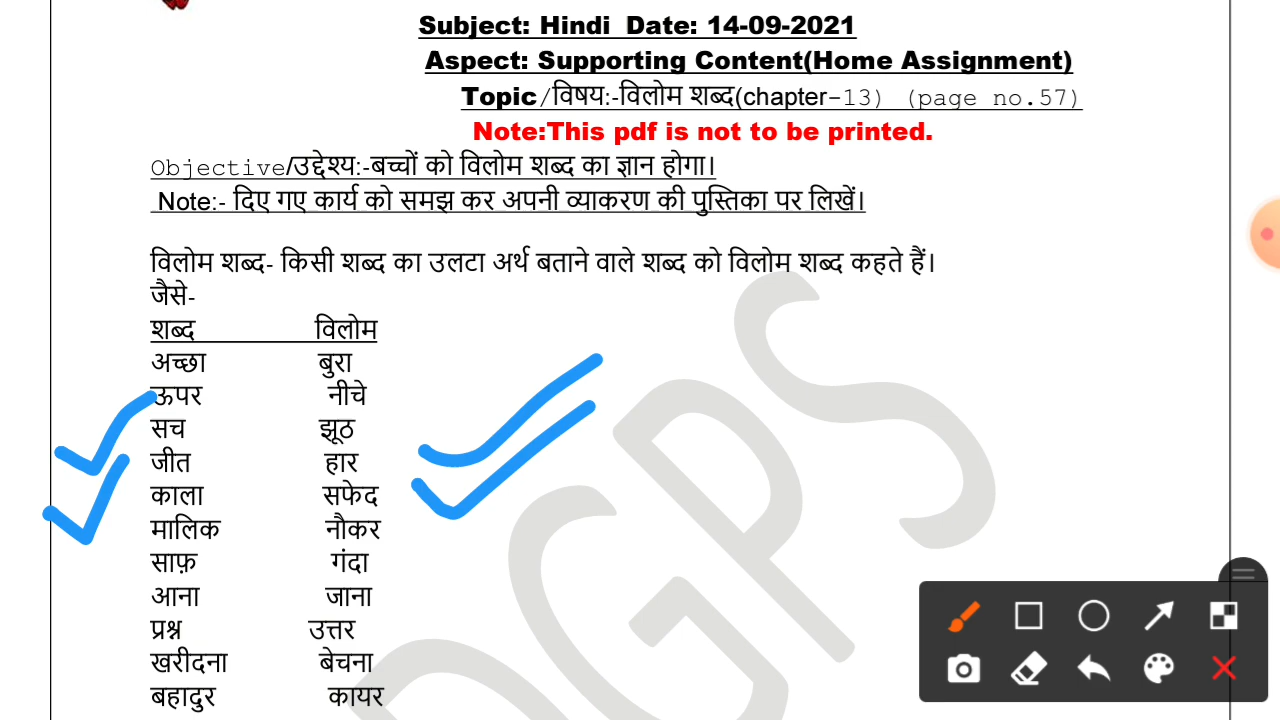 Subject: Hindi Date: 14-09-2021
Aspect: Supporting Content(Home Assignment)
Topic/विषय:-विलोम शब्द(chapter-13) (page no.57)
Note:This pdf is not to be printed.
Objective/उद्देश्य:-बच्चों को विलोम शब्द का ज्ञान होगा।
Note:- दिए गए कार्य को समझ कर अपनी व्याकरण की पुस्तिका पर लिखें।
विलोम शब्द- किसी शब्द का उलटा अर्थ बताने वाले शब्द को विलोम शब्द कहते हैं।
जैसे-
शब्द विलोम
अच्छा बुरा
ऊपर नीचे
सच झूठ
जीत हार
काला सफेद
मालिक नौकर
साफ़ गंदा
आना जाना
प्रश्न उत्तर
खरीदना बेचना
बहादुर कायर
DGPS